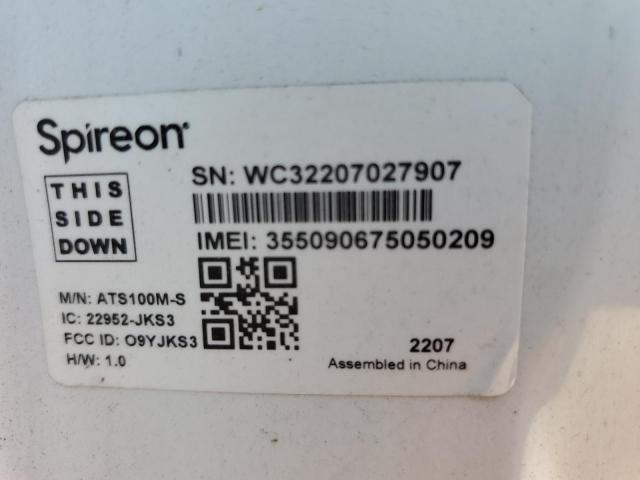 Spireon
THIS
SIDE
DOWN
SN: WC32207027907
IMEI: 355090675050209
M/N: ATS100M-S
IC: 22952-JKS3
FCC ID: O9YJKS3
H/W: 1.0
2207
Assembled in China